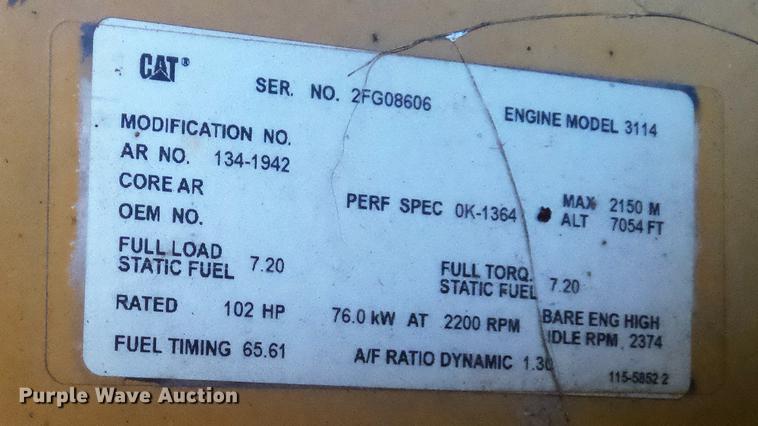 CAT®
SER. NO. 2FG08606
ENGINE MODEL 3114
MODIFICATION NO.
AR NO. 134-1942
CORE AR
PERF SPEC 0K-1364
MAX ALT 2150 M 7054 FT
OEM NO.
FULL LOAD
STATIC FUEL 7.20
FULL TORQ.
STATIC FUEL 7.20
RATED 102 HP 76.0 kW AT 2200 RPM
BARE ENG HIGH
IDLE RPM 2374
FUEL TIMING 65.61
A/F RATIO DYNAMIC 1.30
115-5852 2
Purple Wave Auction